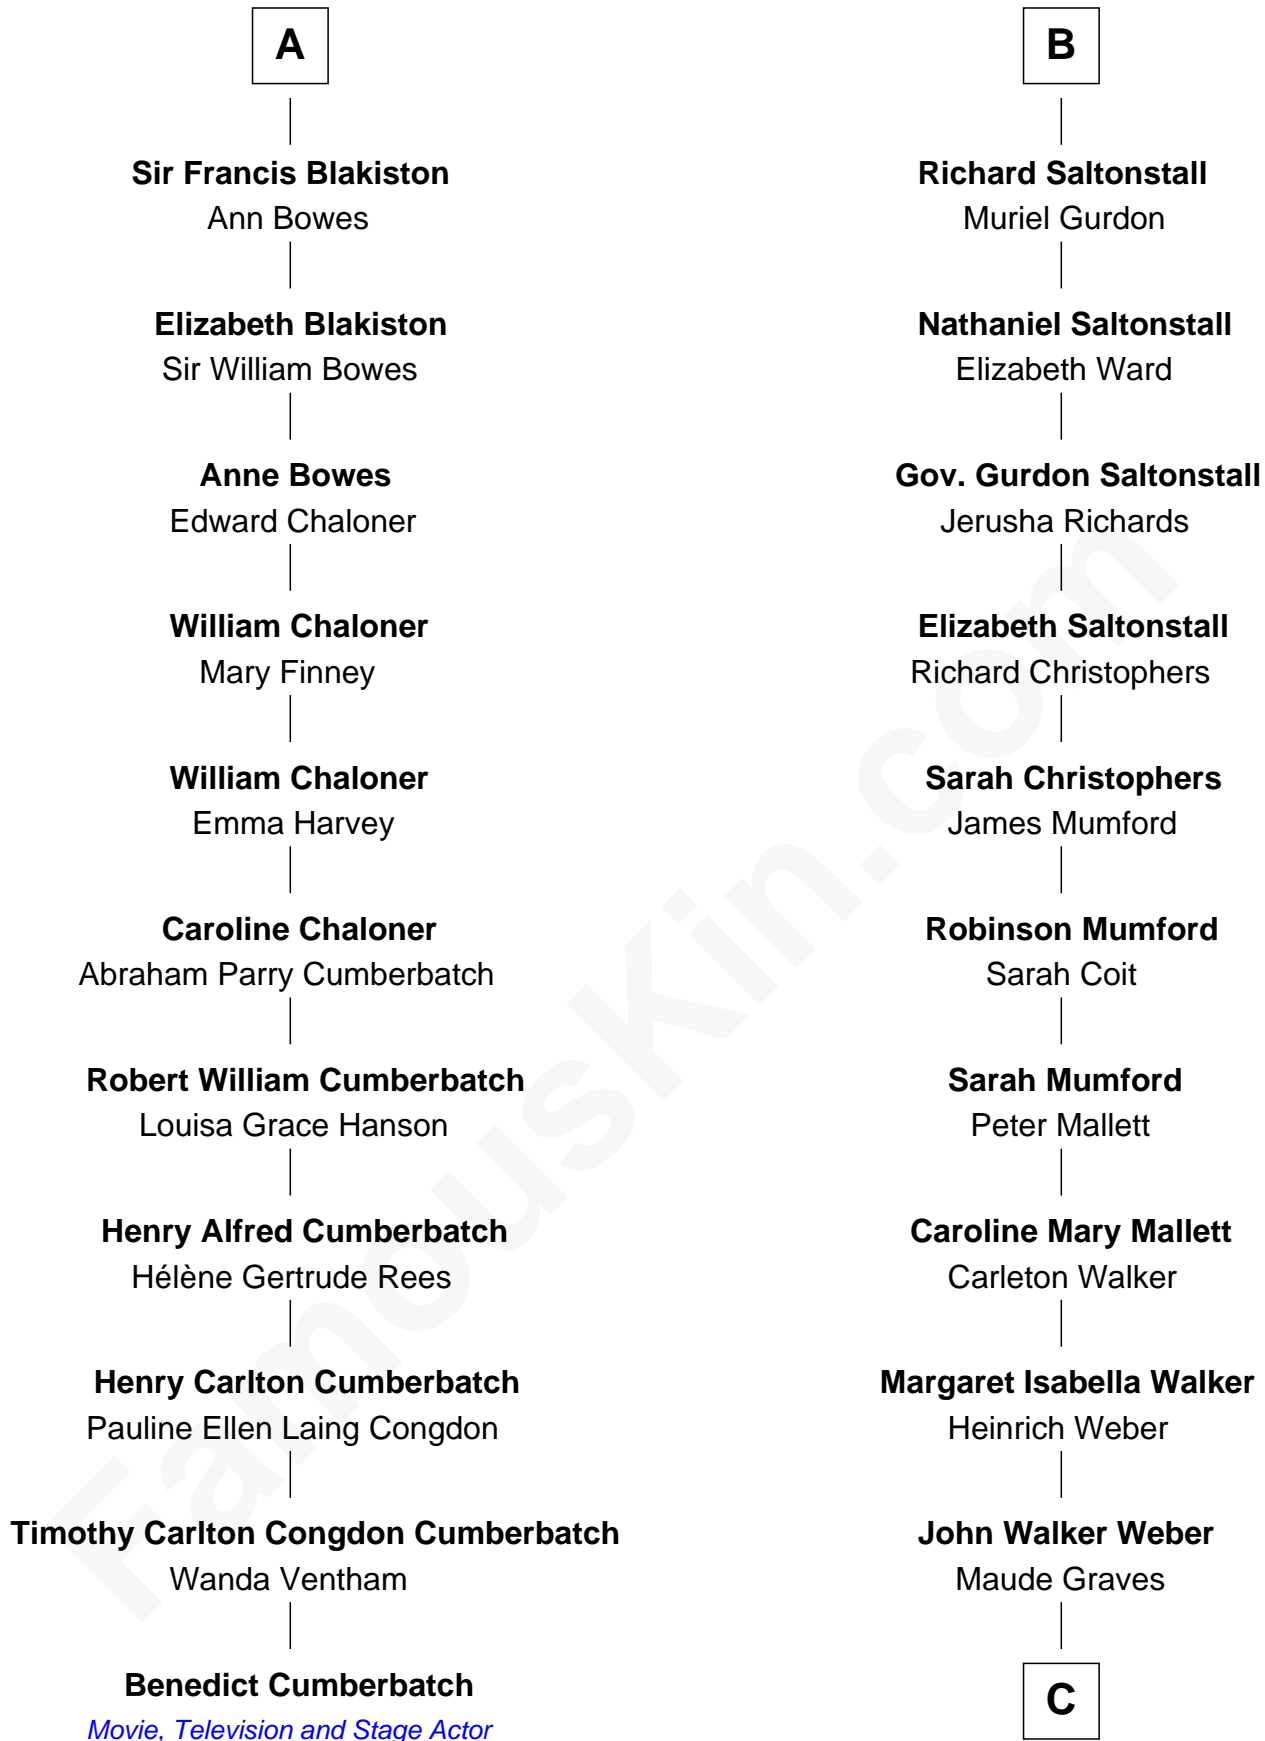 A
Sir Francis Blakiston
Ann Bowes
Elizabeth Blakiston
Sir William Bowes
Anne Bowes
Edward Chaloner
William Chaloner
Mary Finney
William Chaloner
Emma Harvey
Caroline Chaloner
Abraham Parry Cumberbatch
Robert William Cumberbatch
Louisa Grace Hanson
Henry Alfred Cumberbatch
Hélène Gertrude Rees
Henry Carlton Cumberbatch
Pauline Ellen Laing Congdon
Timothy Carlton Congdon Cumberbatch
Wanda Ventham
Benedict Cumberbatch
Movie, Television and Stage Actor
B
Richard Saltonstall
Muriel Gurdon
Nathaniel Saltonstall
Elizabeth Ward
Gov. Gurdon Saltonstall
Jerusha Richards
Elizabeth Saltonstall
Richard Christophers
Sarah Christophers
James Mumford
Robinson Mumford
Sarah Coit
Sarah Mumford
Peter Mallett
Caroline Mary Mallett
Carleton Walker
Margaret Isabella Walker
Heinrich Weber
John Walker Weber
Maude Graves
C
FamousKin.com